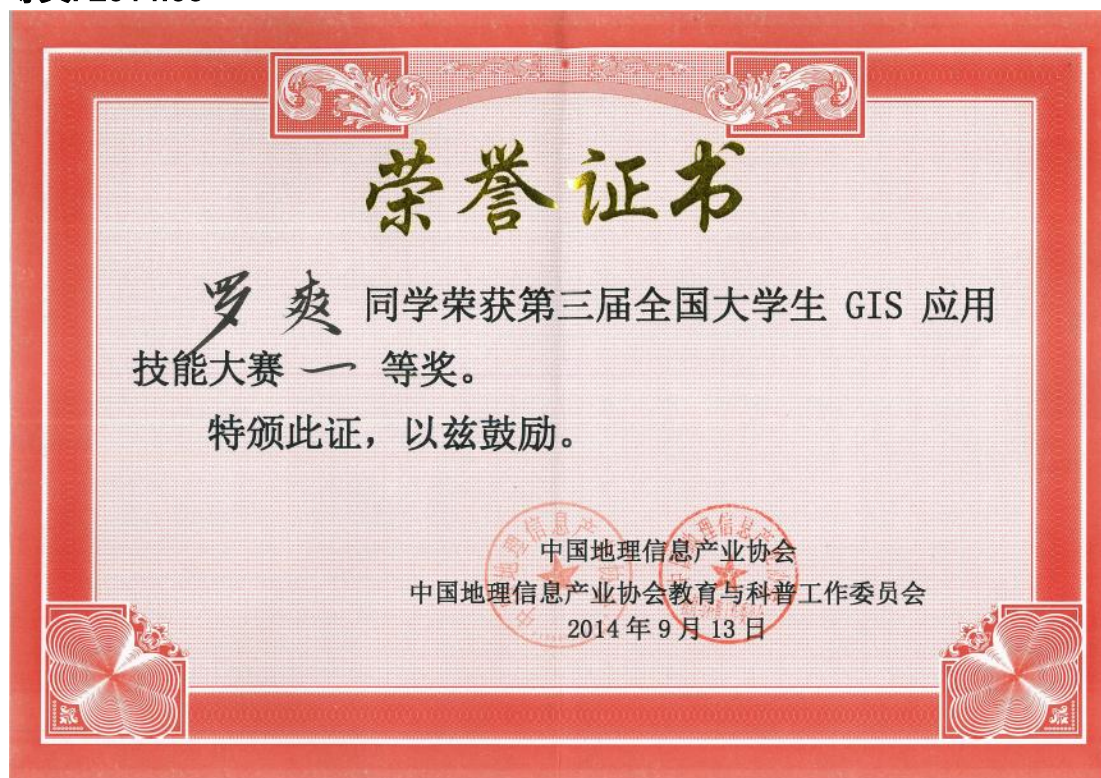 荣誉证书
罗爽 同学荣获第三届全国大学生 GIS 应用
技能大赛 一 等奖。
特颁此证，以兹鼓励。
中国地理信息产业协会
中国地理信息产业协会教育与科普工作委员会
2014年9月13日